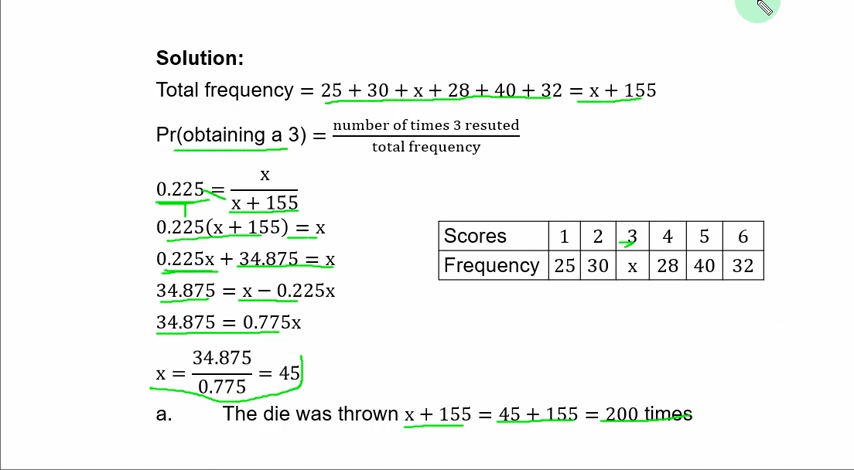 Solution:
Total frequency = 25 + 30 + x + 28 + 40 + 32 = x + 155
Pr(obtaining a 3) = number of times 3 resuted / total frequency
0.225 = x / x + 155
0.225(x + 155) = x
0.225x + 34.875 = x
34.875 = x − 0.225x
34.875 = 0.775x
x = 34.875 / 0.775 = 45
a. The die was thrown x + 155 = 45 + 155 = 200 times
Scores 1 2 3 4 5 6
Frequency 25 30 x 28 40 32